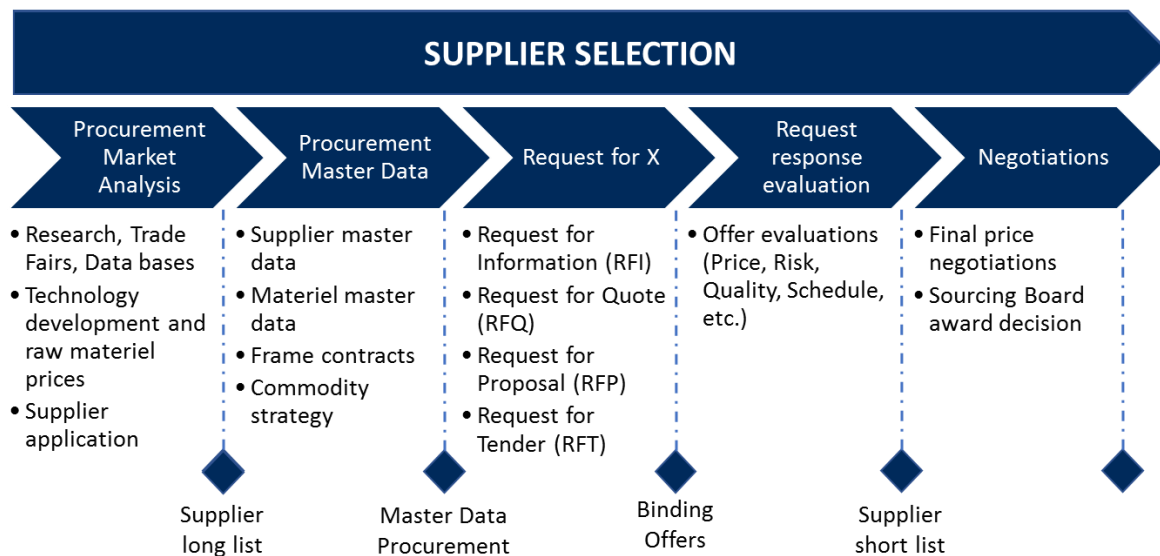 SUPPLIER SELECTION
Procurement
Market
Analysis
Procurement
Master Data
Request for X
Request
response
evaluation
Negotiations
• Research, Trade
Fairs, Data bases
• Technology
development and
raw materiel
prices
• Supplier
application
• Supplier master
data
• Materiel master
data
• Frame contracts
• Commodity
strategy
• Request for
Information (RFI)
• Request for Quote
(RFQ)
• Request for
Proposal (RFP)
• Request for
Tender (RFT)
• Offer evaluations
(Price, Risk,
Quality, Schedule,
etc.)
• Final price
negotiations
• Sourcing Board
award decision
Supplier
long list
Master Data
Procurement
Binding
Offers
Supplier
short list